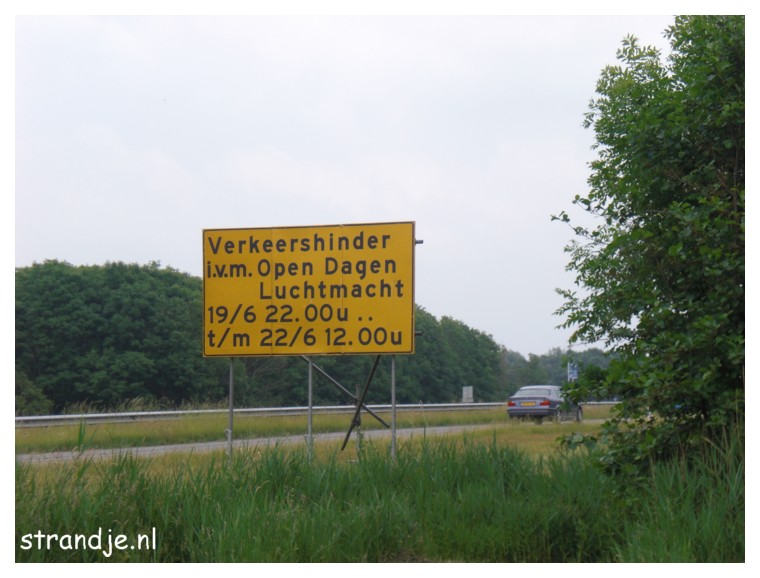 Verkeershinder
i.v.m. Open Dagen
Luchtmacht
19/6 22.00u ..
t/m 22/6 12.00u
strandje.nl